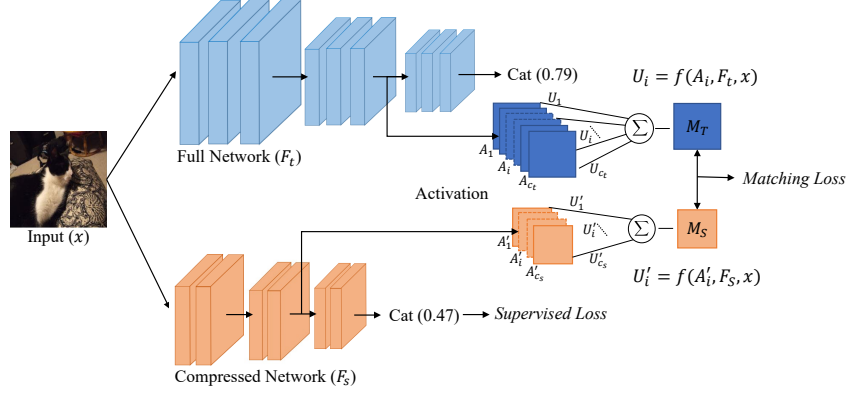 Cat (0.79)
U_i = f(A_i, F_t, x)
U_1
U_i
U_{c_t}
∑
M_T
A_1
A_i
A_{c_t}
Full Network (F_t)
Input (x)
Activation
Matching Loss
U'_1
U'_i
U'_{c_s}
∑
M_S
A'_1
A'_i
A'_{c_s}
U'_i = f(A'_i, F_S, x)
Cat (0.47)
Supervised Loss
Compressed Network (F_s)